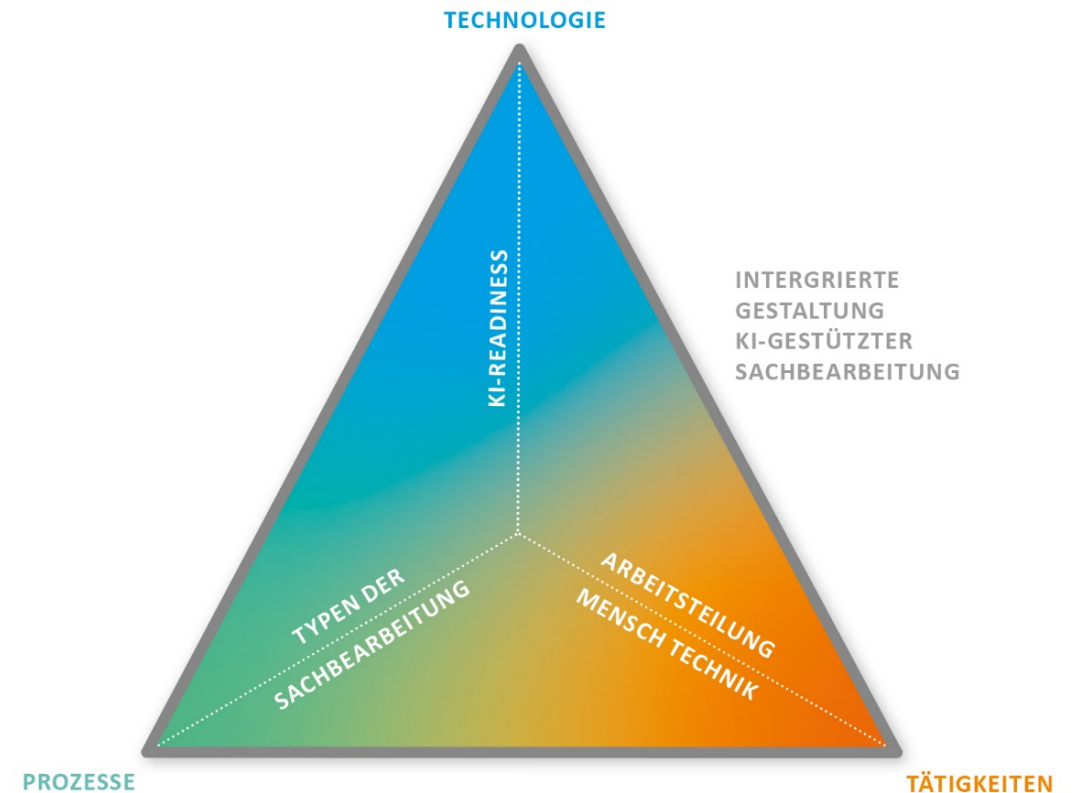 TECHNOLOGIE
KI-READINESS
INTERGRIERTE
GESTALTUNG
KI-GESTÜTZTER
SACHBEARBEITUNG
TYPEN DER
SACHBEARBEITUNG
ARBEITSTEILUNG
MENSCH TECHNIK
PROZESSE
TÄTIGKEITEN